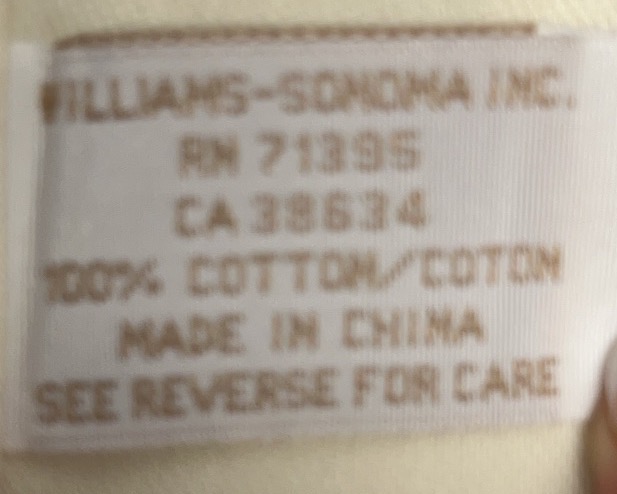 WILLIAMS-SONOMA INC.
RN 71395
CA 38634
100% COTTON/COTON
MADE IN CHINA
SEE REVERSE FOR CARE